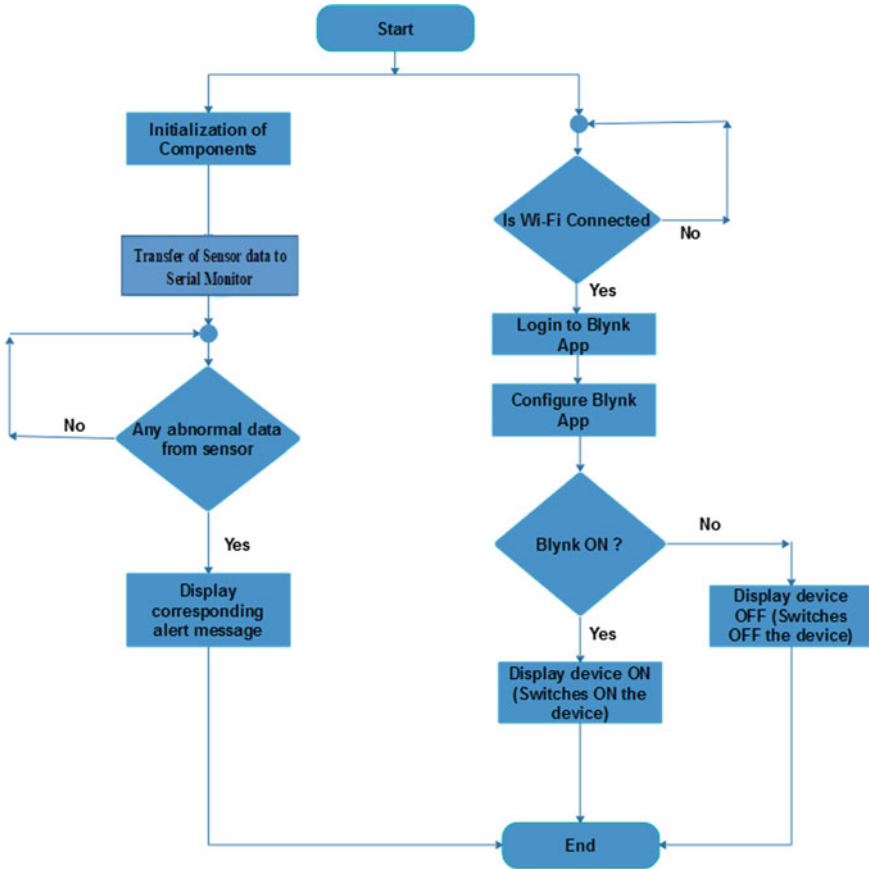 Start
Initialization of
Components
Transfer of Sensor data to
Serial Monitor
Any abnormal data
from sensor
No
Yes
Display
corresponding
alert message
Is Wi-Fi Connected
No
Yes
Login to Blynk
App
Configure Blynk
App
Blynk ON ?
No
Yes
Display device
OFF (Switches
OFF the device)
Display device ON
(Switches ON the
device)
End